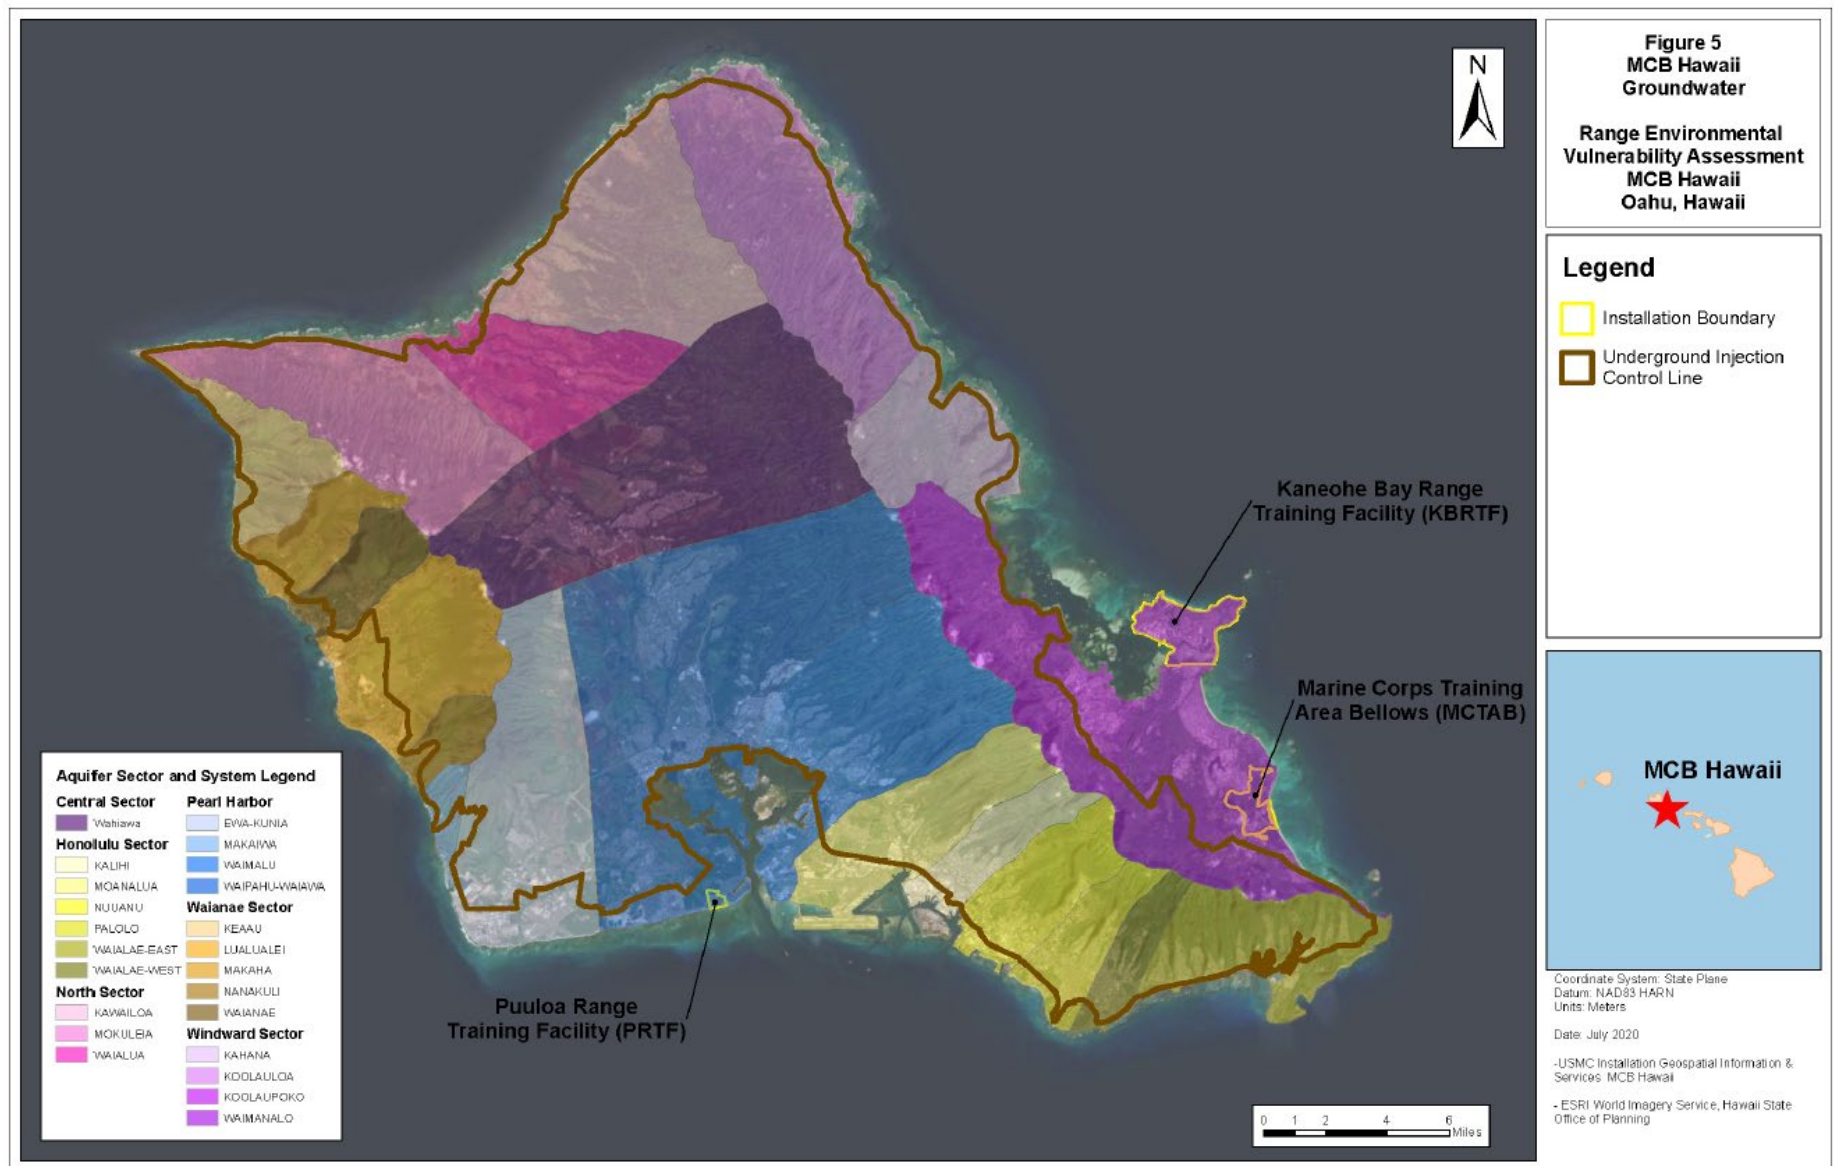 Figure 5
MCB Hawaii
Groundwater
Range Environmental
Vulnerability Assessment
MCB Hawaii
Oahu, Hawaii
N
Legend
Installation Boundary
Underground Injection
Control Line
Kaneohe Bay Range
Training Facility (KBRTF)
Marine Corps Training
Area Bellows (MCTAB)
Puuloa Range
Training Facility (PRTF)
Aquifer Sector and System Legend
Central Sector
Wahiawa
Honolulu Sector
KALIHI
MOANALUA
NUUANU
PALOLO
WAIALAE-EAST
WAIALAE-WEST
North Sector
KAWAILOA
MOKULEIA
WAIALUA
Pearl Harbor
EWA-KUNIA
MAKAIWA
WAIMALU
WAIPAHU-WAIAWA
Waianae Sector
KEAAU
LUALUALEI
MAKAHA
NANAKULI
WAIANAE
Windward Sector
KAHANA
KOOLAULOA
KOOLAUPOKO
WAIMANALO
MCB Hawaii
0 1 2 4 6
Miles
Coordinate System: State Plane
Datum: NAD83 HARN
Units: Meters
Date: July 2020
-USMC Installation Geospatial Information &
Services MCB Hawaii
- ESRI World Imagery Service, Hawaii State
Office of Planning